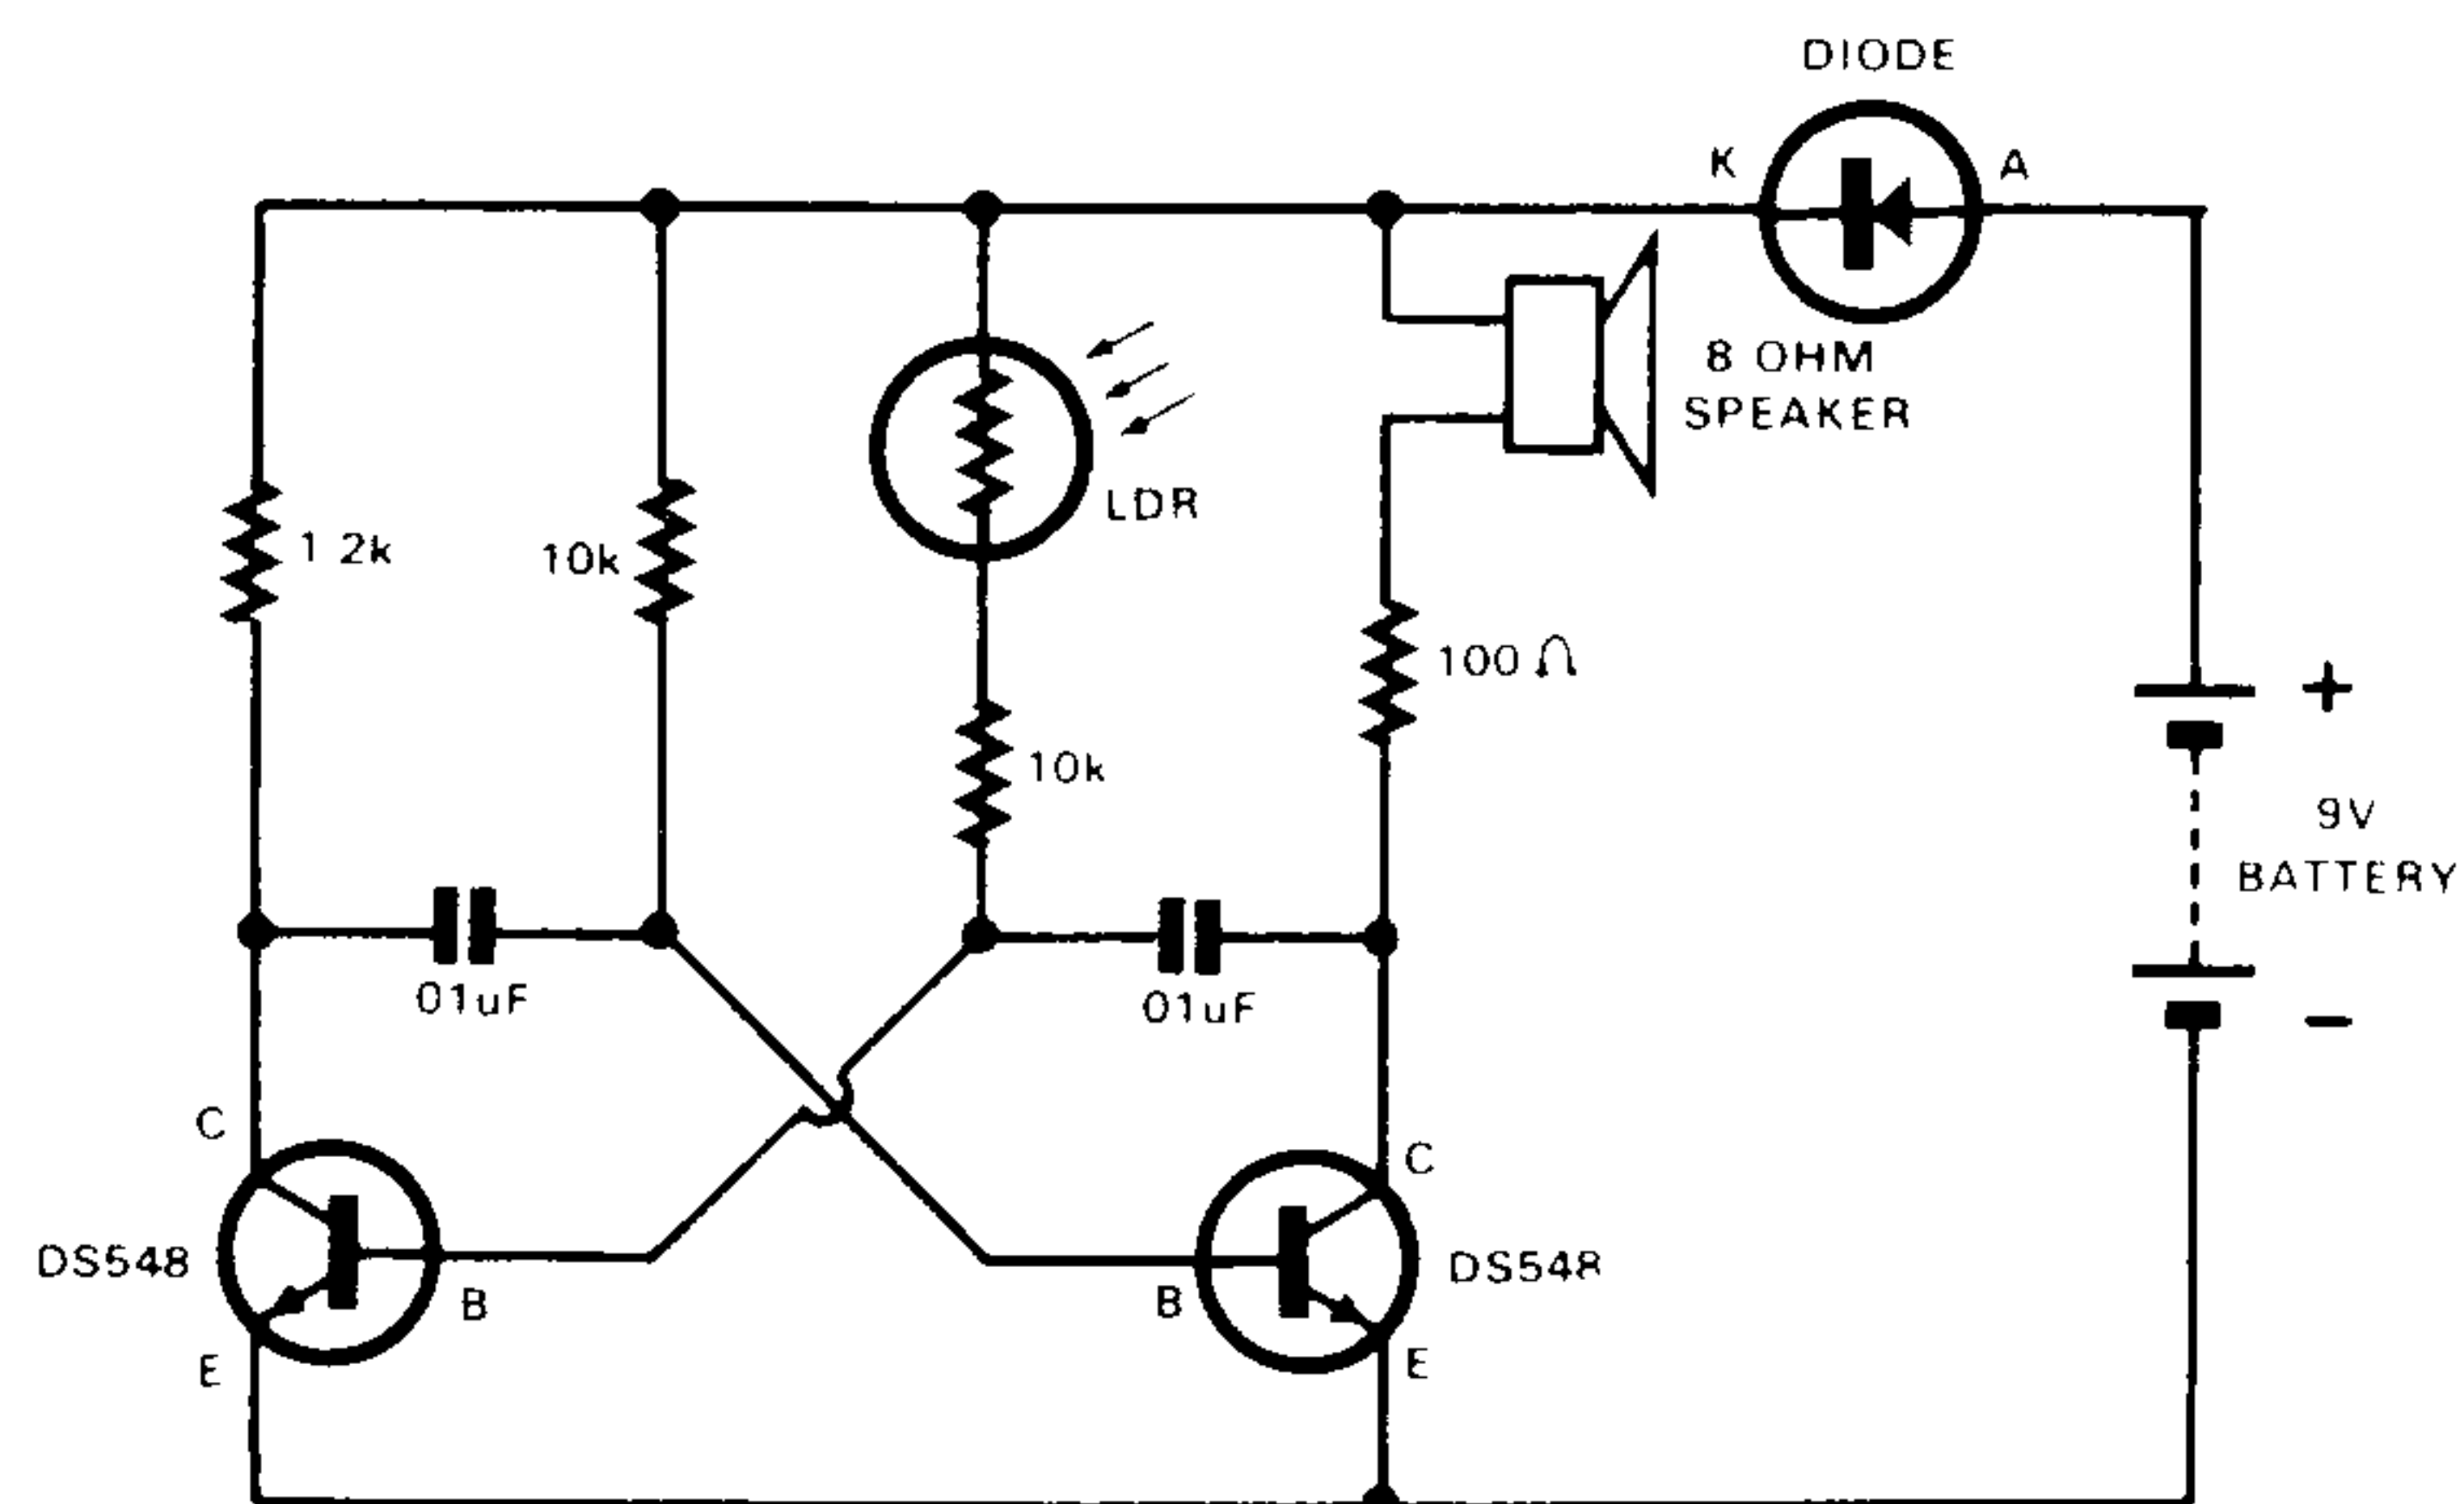 DIODE
K
A
8 OHM
SPEAKER
LDR
1 2k
10k
100 Ω
+
10k
9V
BATTERY
01uF
01uF
−
C
C
DS548
B
B
DS548
E
E